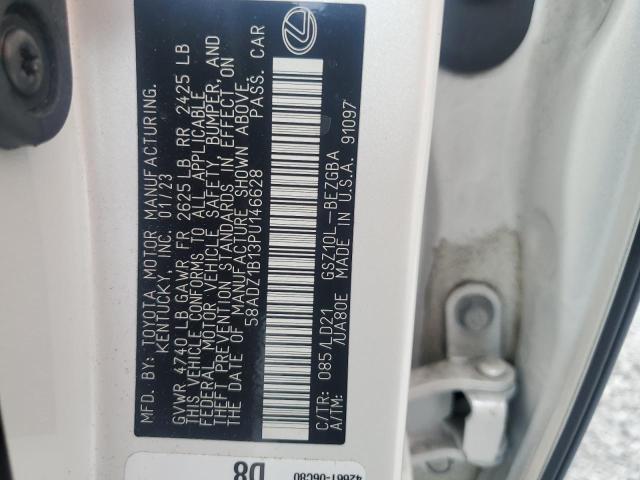 MFD. BY: TOYOTA MOTOR MANUFACTURING.
KENTUCKY, INC. 01/23
GVWR 4740 LB GAWR FR 2625 LB RR 2425 LB
THIS VEHICLE CONFORMS TO ALL APPLICABLE
FEDERAL MOTOR VEHICLE SAFETY, BUMPER, AND
THEFT PREVENTION STANDARDS IN EFFECT ON
THE DATE OF MANUFACTURE SHOWN ABOVE.
58ADZ1B13PU146628 PASS. CAR
C/TR: 085/LD21 GSZ10L-BEZGBA
A/TM: /UA80E MADE IN U.S.A. 91097
D8
42661-06C80